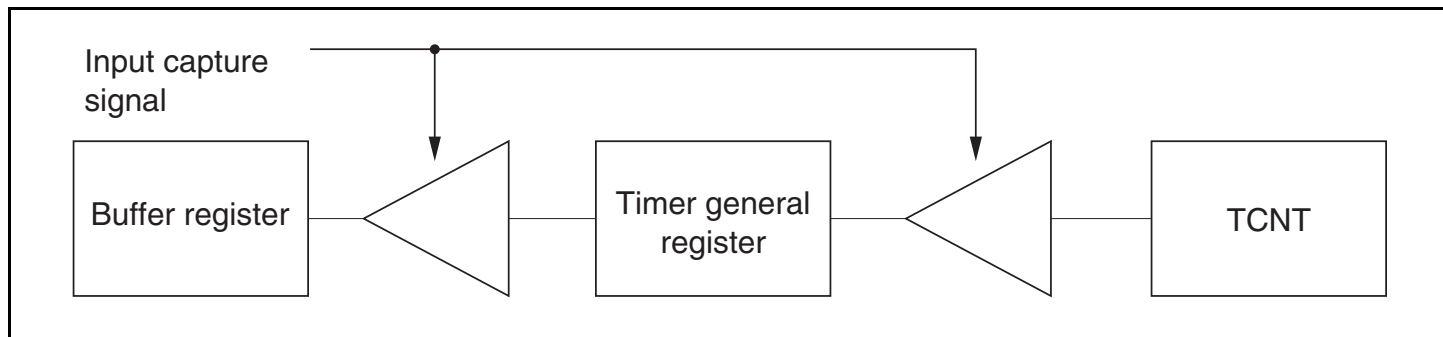 Input capture
signal
Buffer register
Timer general
register
TCNT